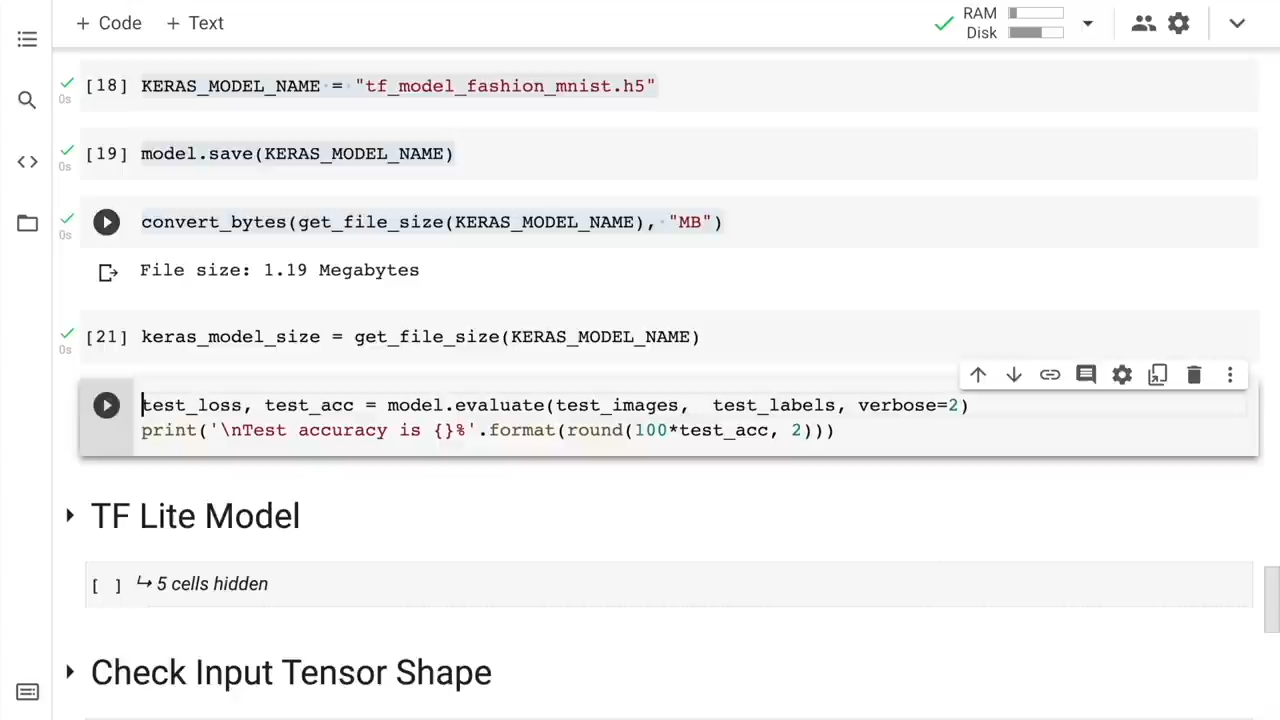 + Code + Text
RAM
Disk
0s [18] KERAS_MODEL_NAME = "tf_model_fashion_mnist.h5"
0s [19] model.save(KERAS_MODEL_NAME)
0s convert_bytes(get_file_size(KERAS_MODEL_NAME), "MB")
File size: 1.19 Megabytes
0s [21] keras_model_size = get_file_size(KERAS_MODEL_NAME)
test_loss, test_acc = model.evaluate(test_images,  test_labels, verbose=2)
print('\nTest accuracy is {}%'.format(round(100*test_acc, 2)))
TF Lite Model
[ ] ↳ 5 cells hidden
Check Input Tensor Shape